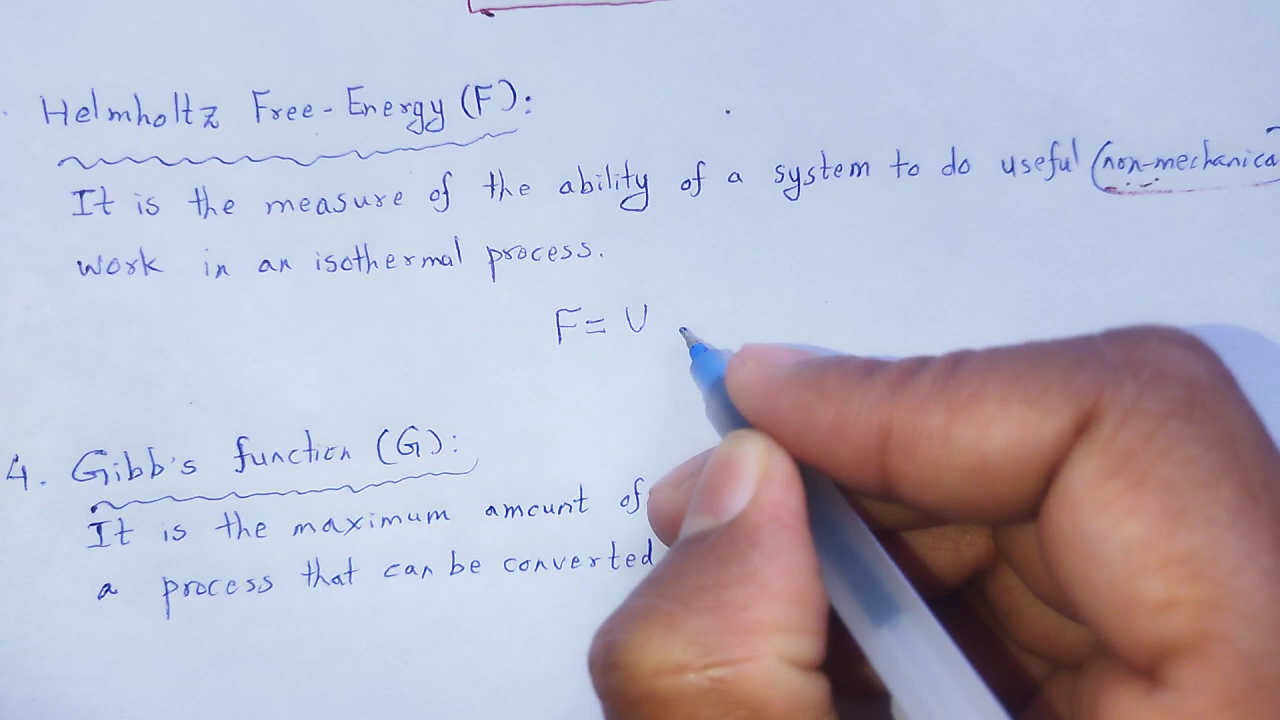 Helmholtz Free-Energy (F):
It is the measure of the ability of a system to do useful (non-mechanica
work in an isothermal process.
F = U
4. Gibb's function (G):
It is the maximum amount of
a process that can be converted